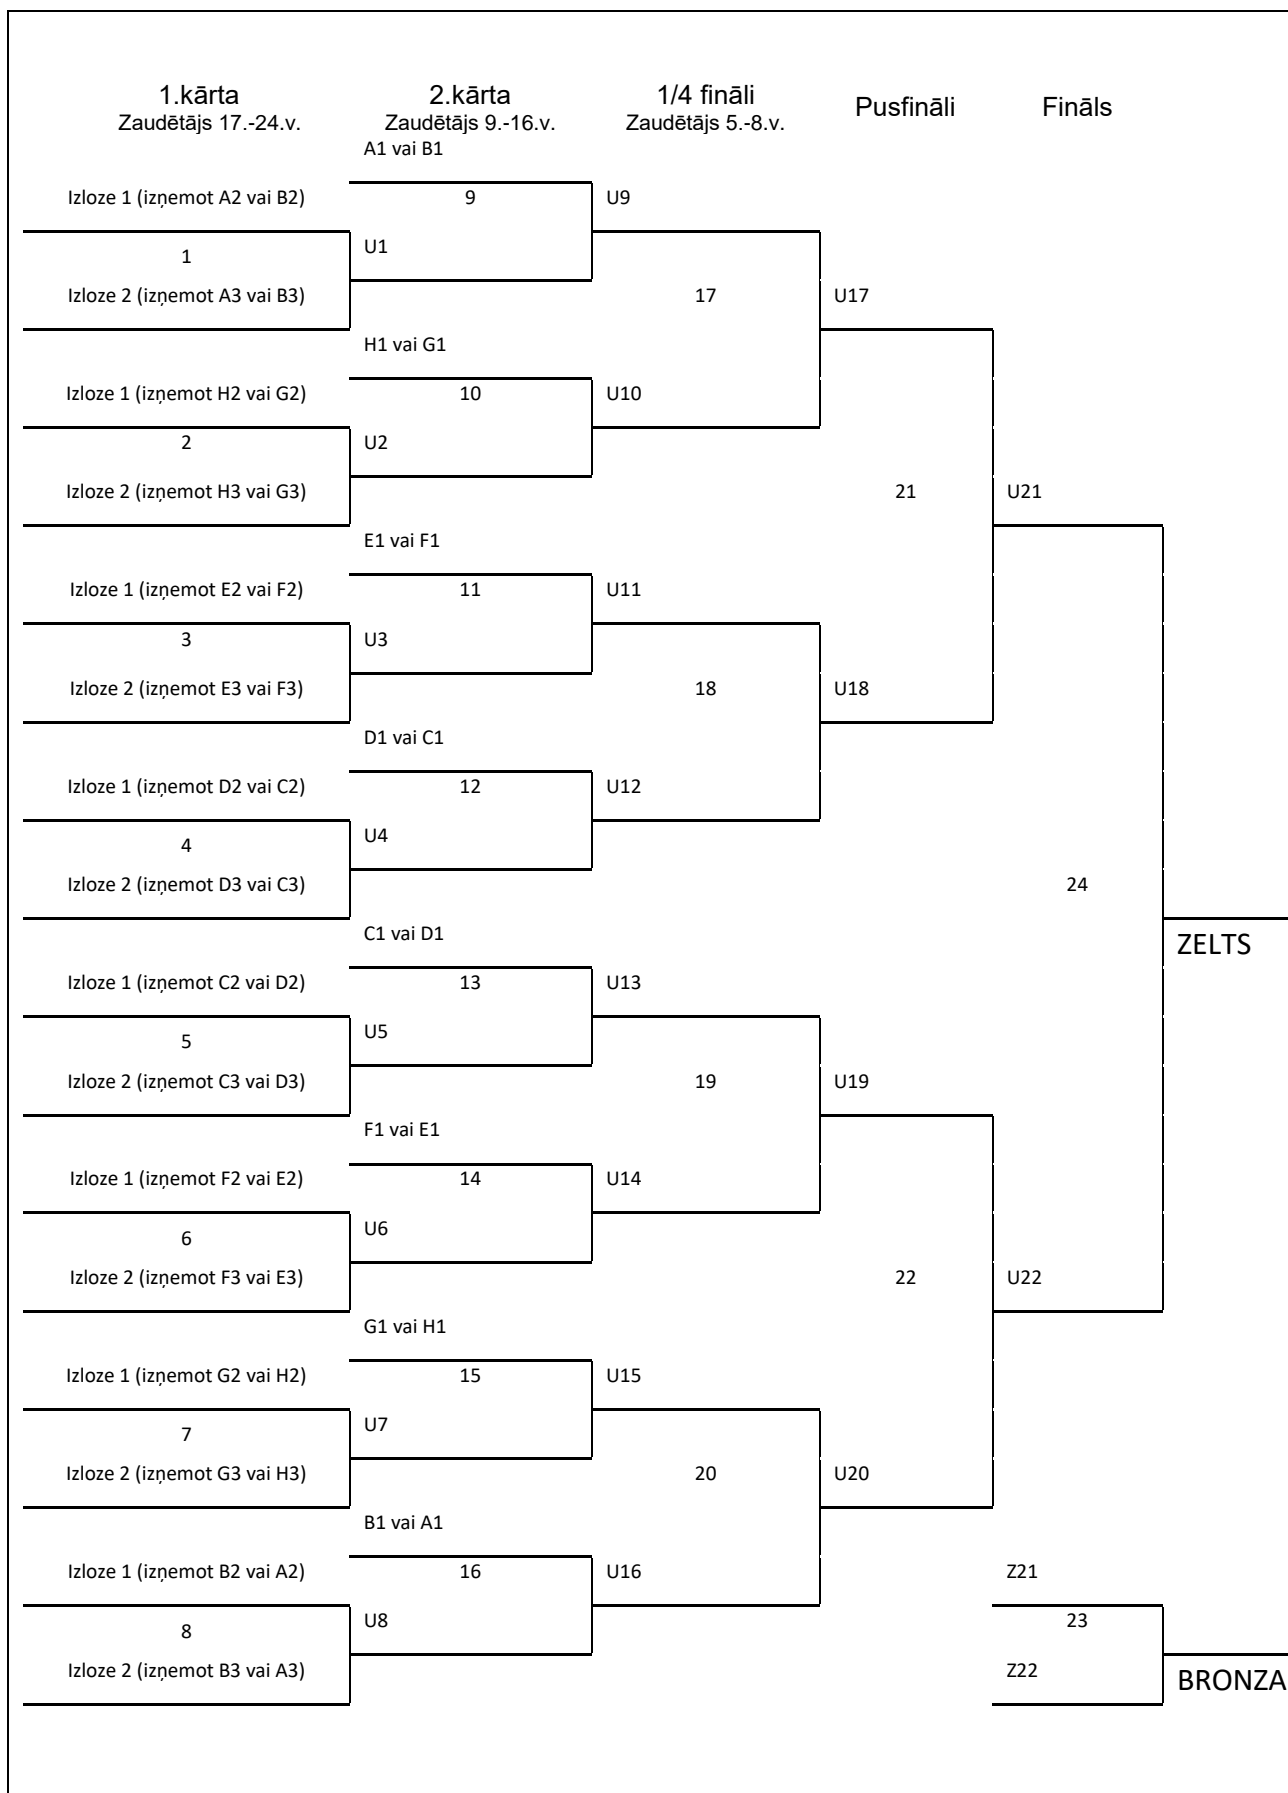 1.kārta
Zaudētājs 17.-24.v.
2.kārta
Zaudētājs 9.-16.v.
1/4 fināli
Zaudētājs 5.-8.v.
Pusfināli
Fināls
A1 vai B1
Izloze 1 (izņemot A2 vai B2)
9
U9
1
U1
Izloze 2 (izņemot A3 vai B3)
17
U17
H1 vai G1
Izloze 1 (izņemot H2 vai G2)
10
U10
2
U2
Izloze 2 (izņemot H3 vai G3)
21
U21
E1 vai F1
Izloze 1 (izņemot E2 vai F2)
11
U11
3
U3
Izloze 2 (izņemot E3 vai F3)
18
U18
D1 vai C1
Izloze 1 (izņemot D2 vai C2)
12
U12
4
U4
Izloze 2 (izņemot D3 vai C3)
24
C1 vai D1
ZELTS
Izloze 1 (izņemot C2 vai D2)
13
U13
5
U5
Izloze 2 (izņemot C3 vai D3)
19
U19
F1 vai E1
Izloze 1 (izņemot F2 vai E2)
14
U14
6
U6
Izloze 2 (izņemot F3 vai E3)
22
U22
G1 vai H1
Izloze 1 (izņemot G2 vai H2)
15
U15
7
U7
Izloze 2 (izņemot G3 vai H3)
20
U20
B1 vai A1
Izloze 1 (izņemot B2 vai A2)
16
U16
Z21
8
U8
23
Izloze 2 (izņemot B3 vai A3)
Z22
BRONZA